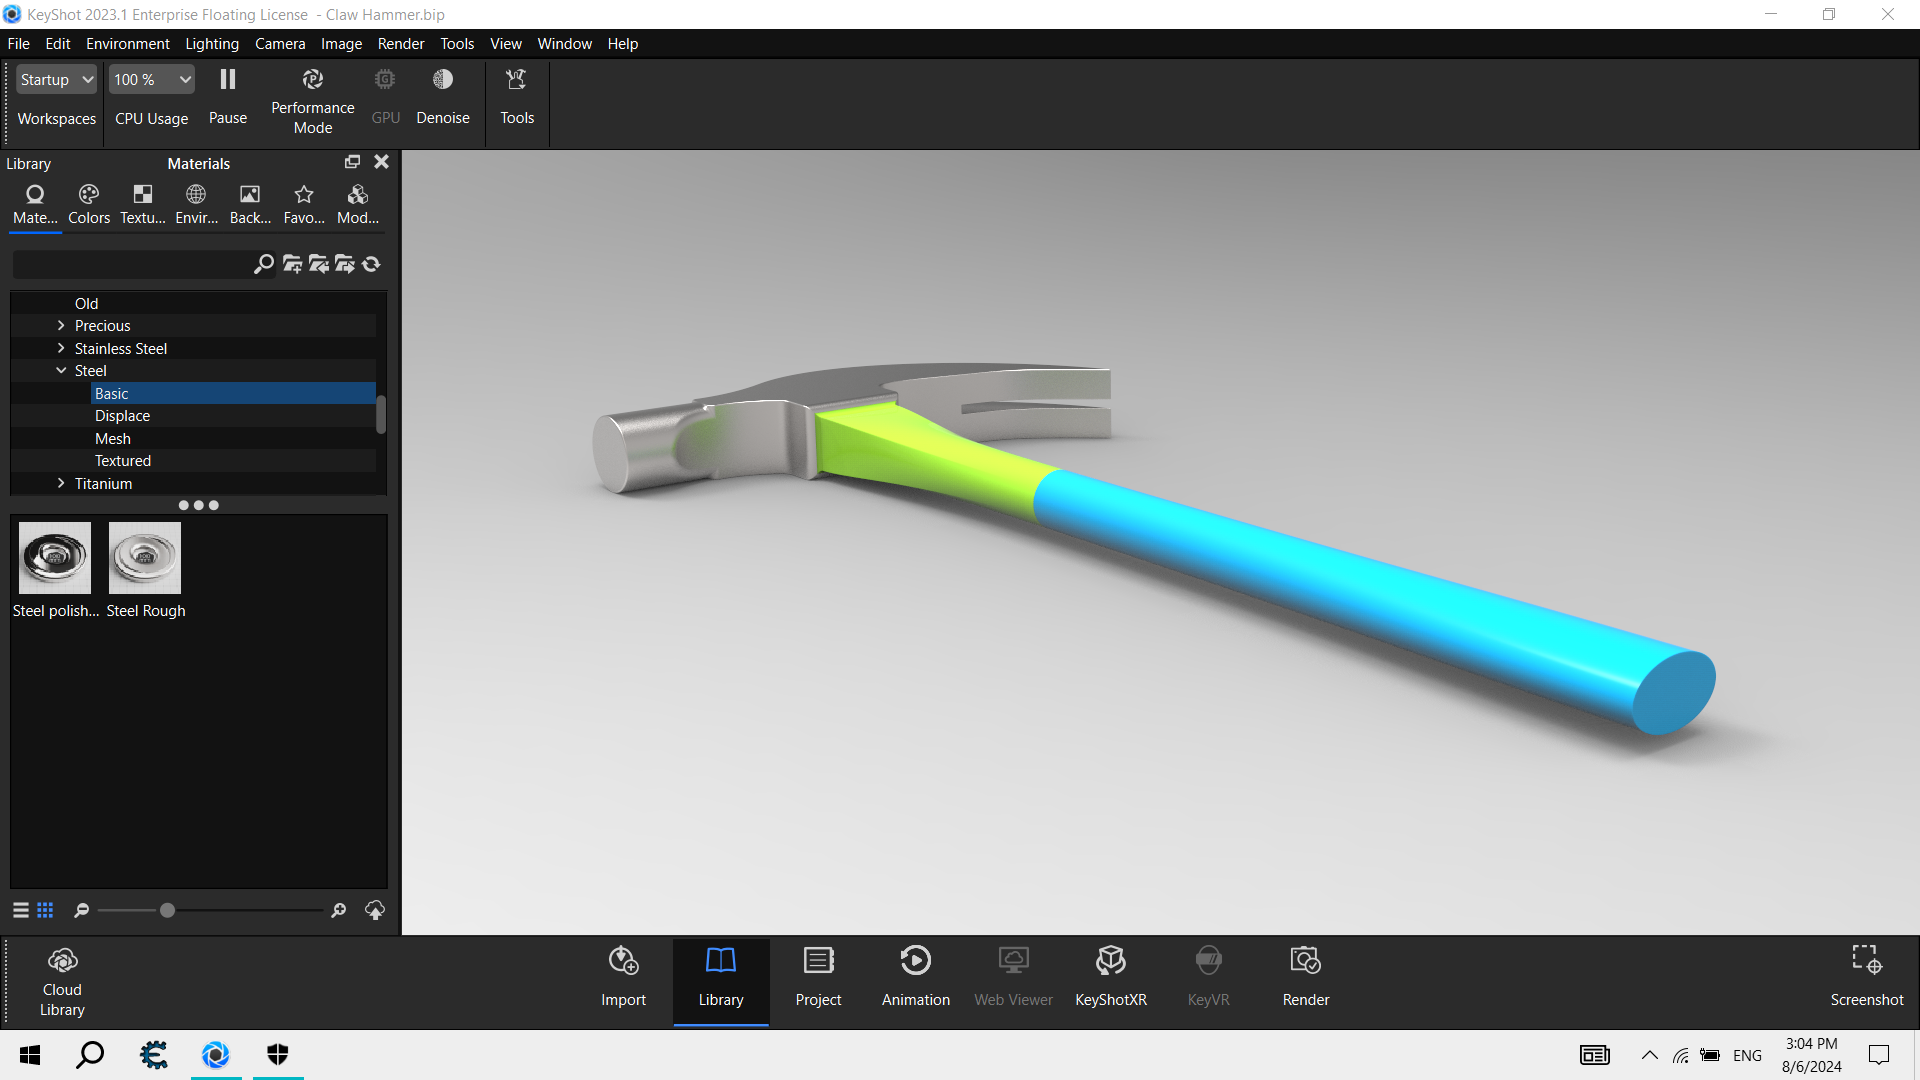 KeyShot 2023.1 Enterprise Floating License - Claw Hammer.bip
File Edit Environment Lighting Camera Image Render Tools View Window Help
Startup 100 %
Workspaces CPU Usage Pause Performance Mode GPU Denoise Tools
Library Materials
Mate... Colors Textu... Envir... Back... Favo... Mod...
Old
Precious
Stainless Steel
Steel
Basic
Displace
Mesh
Textured
Titanium
Steel polish... Steel Rough
Cloud Library
Import Library Project Animation Web Viewer KeyShotXR KeyVR Render Screenshot
ENG
3:04 PM
8/6/2024